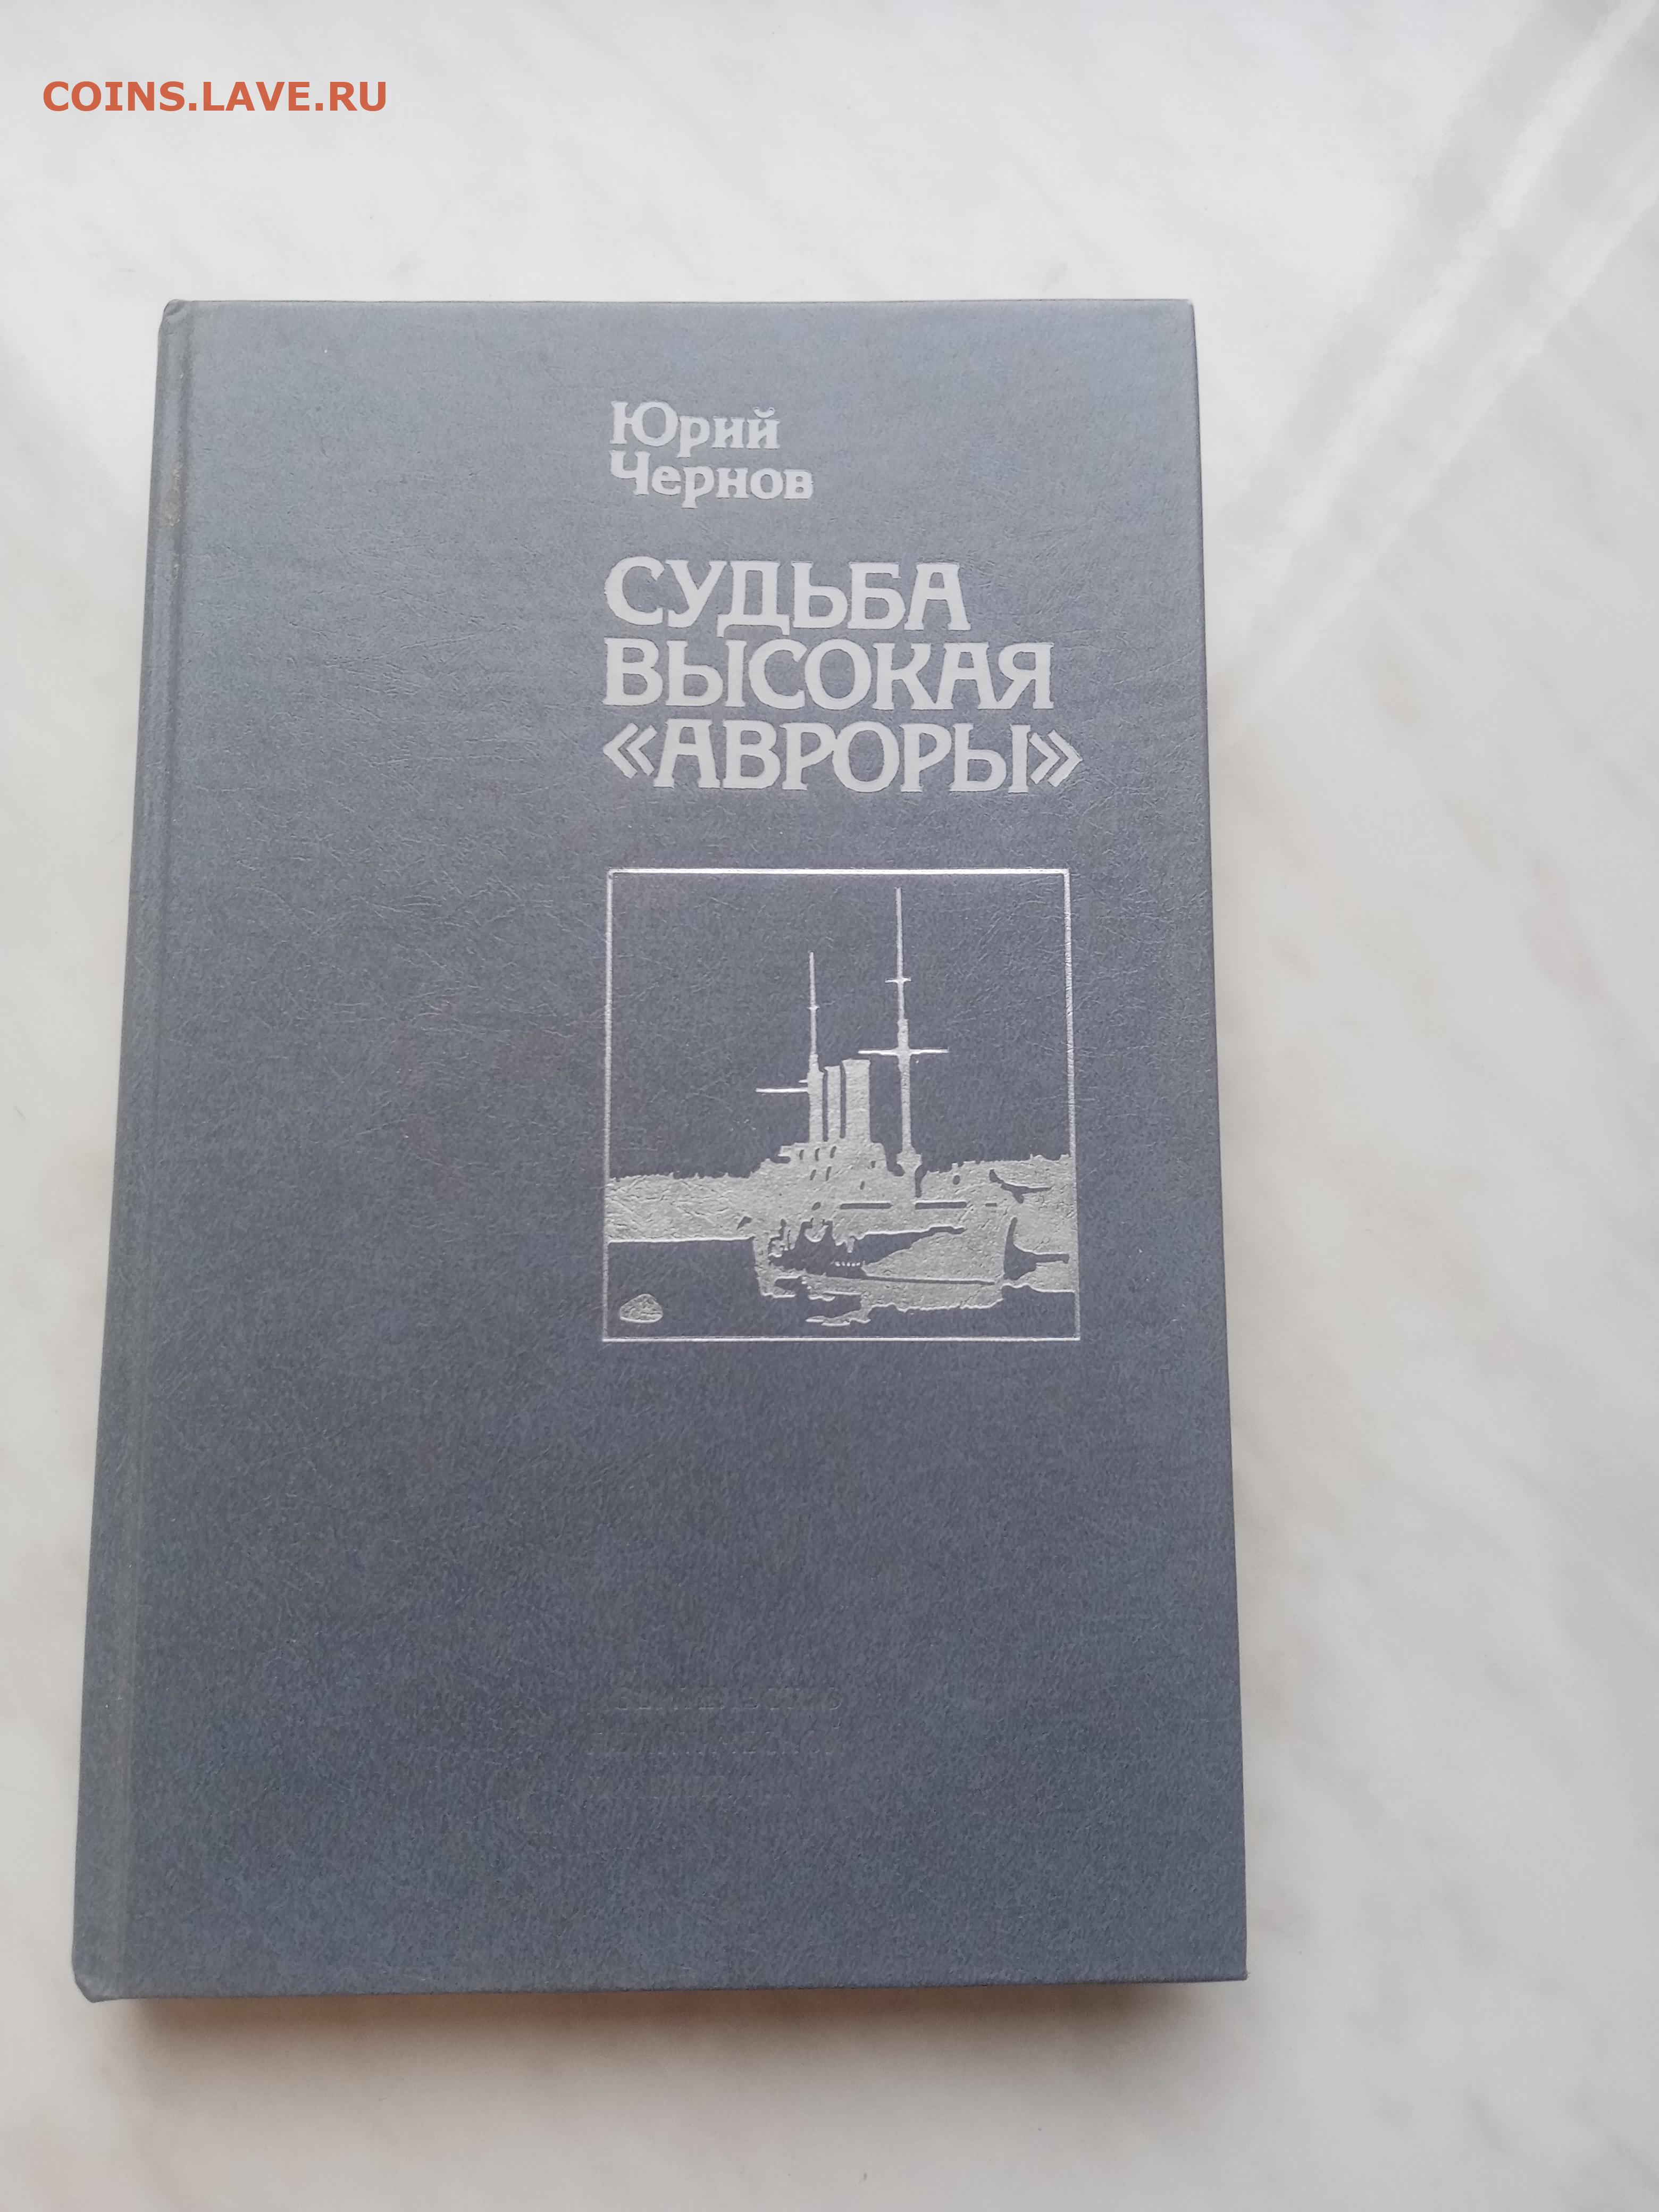 COINS.LAVE.RU
Юрий
Чернов
СУДЬБА
ВЫСОКАЯ
«АВРОРЫ»